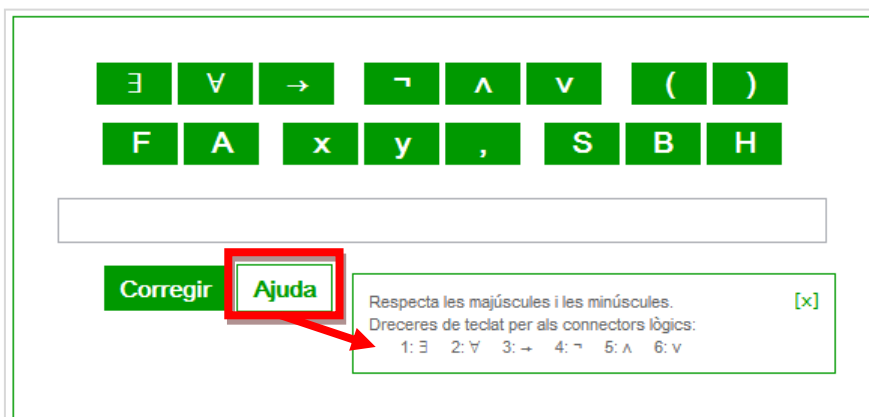 ∃ ∀ → ¬ ∧ ∨ ( )
F A x y , S B H
Corregir Ajuda
Respecta les majúscules i les minúscules. [x]
Dreceres de teclat per als connectors lògics:
1: ∃ 2: ∀ 3: → 4: ¬ 5: ∧ 6: ∨